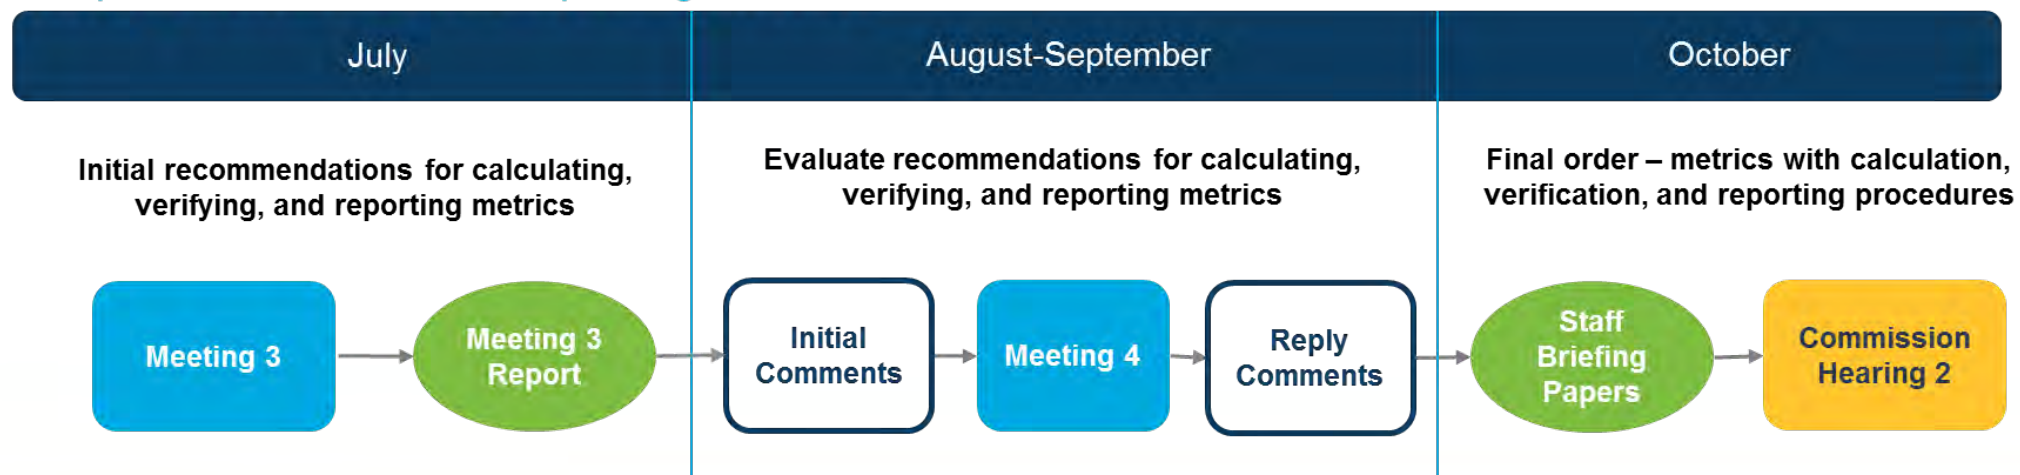 July
August-September
October
Initial recommendations for calculating,
verifying, and reporting metrics
Evaluate recommendations for calculating,
verifying, and reporting metrics
Final order – metrics with calculation,
verification, and reporting procedures
Meeting 3
Meeting 3
Report
Initial
Comments
Meeting 4
Reply
Comments
Staff
Briefing
Papers
Commission
Hearing 2